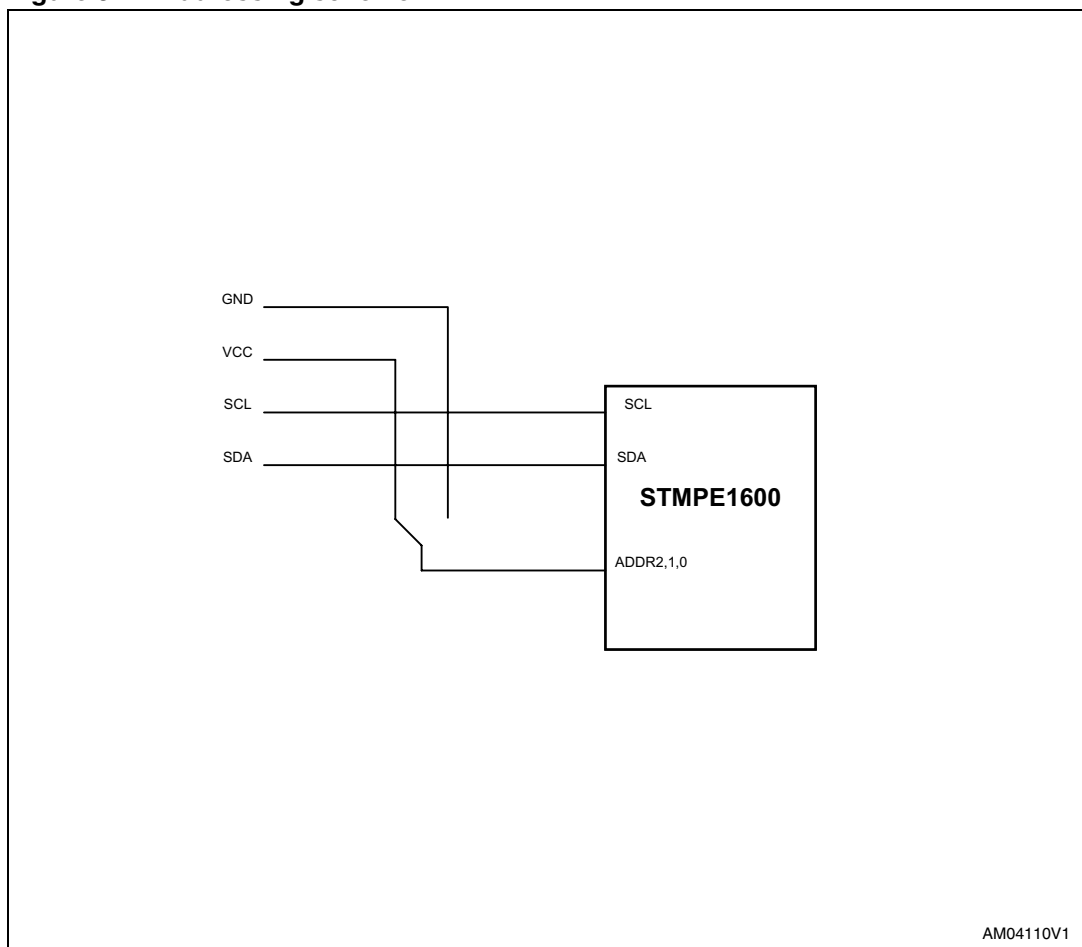 GND
VCC
SCL
SDA
SCL
SDA
STMPE1600
ADDR2,1,0
AM04110V1